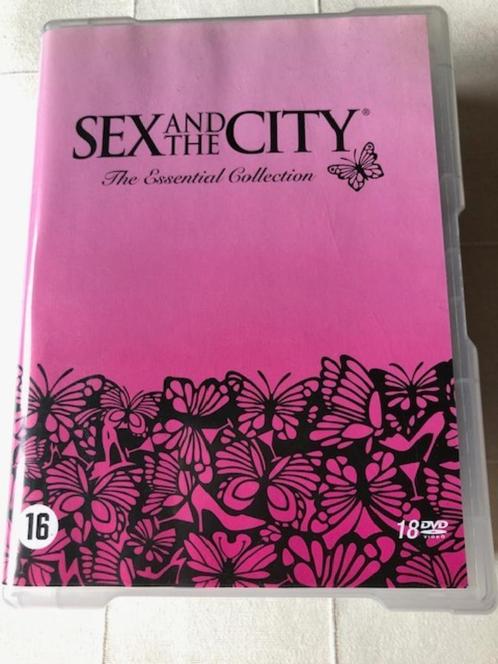 SEX AND THE CITY®
The Essential Collection
16
18 DVD VIDEO